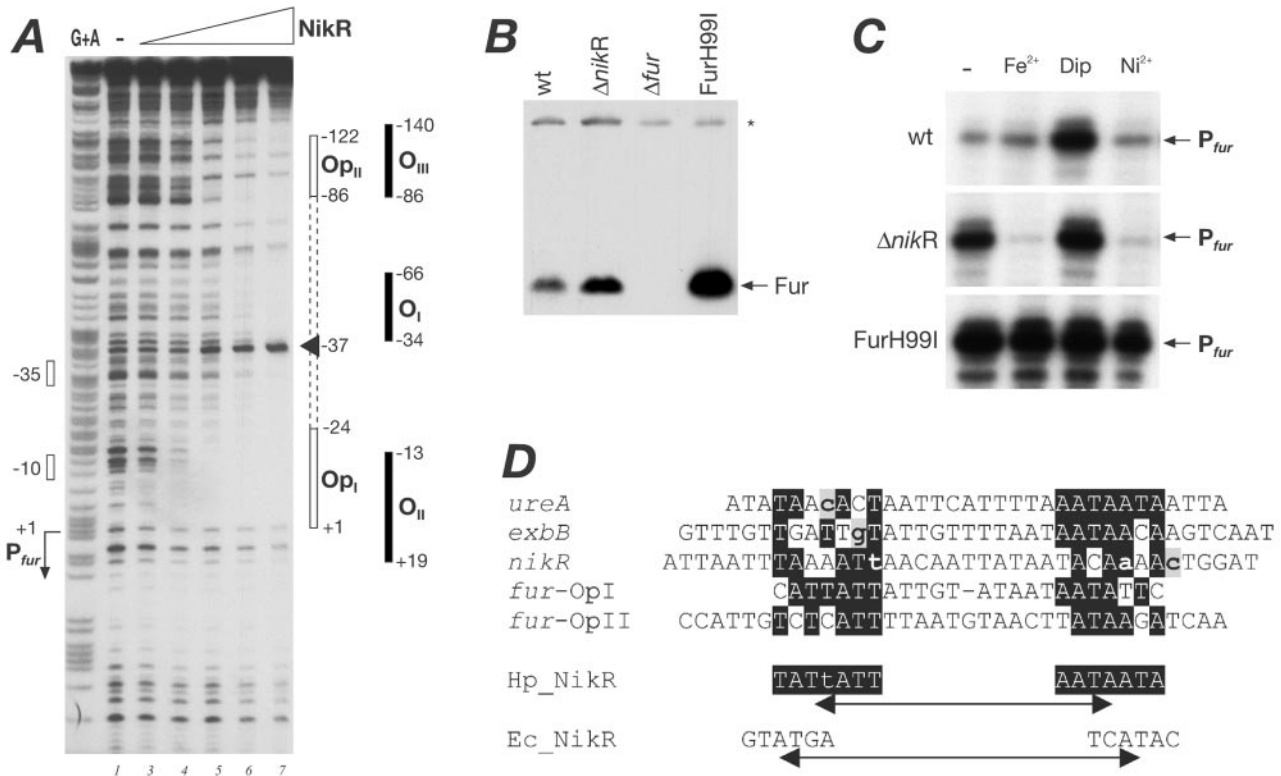 A
G+A
-
NikR
-122
OpII
-86
-140
OIII
-86
-66
OI
-34
-37
-35
-24
-10
OpI
-13
OII
+19
+1
+1
Pfur
1 3 4 5 6 7
B
wt ΔnikR Δfur FurH99I
*
Fur
C
- Fe2+ Dip Ni2+
wt Pfur
ΔnikR Pfur
FurH99I Pfur
D
ureA ATATAAcACTAATTCATTTTAAATAATAATTA
exbB GTTTGTTGATTgTATTGTTTTAATAATAACAAGTCAAT
nikR ATTAATTTAAAATtAACAATTATAATACAaAAcTGGAT
fur-OpI CATTATTATTGT-ATAATAATATTC
fur-OpII CCATTGTCTCATTTTAATGTAACTTATAAGATCAA
Hp_NikR TATtATT AATAATA
Ec_NikR GTATGA TCATAC